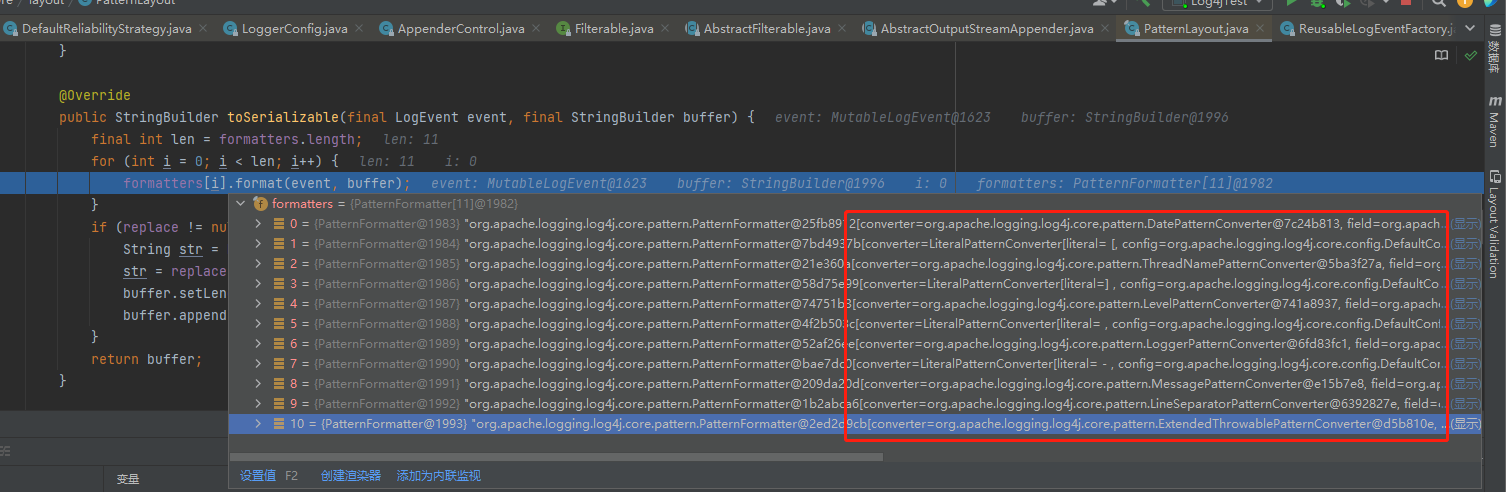 layout PatternLayout
Log4jTest
DefaultReliabilityStrategy.java LoggerConfig.java AppenderControl.java Filterable.java AbstractFilterable.java AbstractOutputStreamAppender.java PatternLayout.java ReusableLogEventFactory.j
}
@Override
public StringBuilder toSerializable(final LogEvent event, final StringBuilder buffer) { event: MutableLogEvent@1623 buffer: StringBuilder@1996
final int len = formatters.length; len: 11
for (int i = 0; i < len; i++) { len: 11 i: 0
formatters[i].format(event, buffer); event: MutableLogEvent@1623 buffer: StringBuilder@1996 i: 0 formatters: PatternFormatter[11]@1982
}
if (replace != nu
String str =
str = replace
buffer.setLen
buffer.append
}
return buffer;
}
formatters = {PatternFormatter[11]@1982}
0 = {PatternFormatter@1983} "org.apache.logging.log4j.core.pattern.PatternFormatter@25fb8912[converter=org.apache.logging.log4j.core.pattern.DatePatternConverter@7c24b813, field=org.apach... (显示)
1 = {PatternFormatter@1984} "org.apache.logging.log4j.core.pattern.PatternFormatter@7bd4937b[converter=LiteralPatternConverter[literal= [, config=org.apache.logging.log4j.core.config.DefaultCo... (显示)
2 = {PatternFormatter@1985} "org.apache.logging.log4j.core.pattern.PatternFormatter@21e360a[converter=org.apache.logging.log4j.core.pattern.ThreadNamePatternConverter@5ba3f27a, field=org... (显示)
3 = {PatternFormatter@1986} "org.apache.logging.log4j.core.pattern.PatternFormatter@58d75e99[converter=LiteralPatternConverter[literal=] , config=org.apache.logging.log4j.core.config.DefaultCo... (显示)
4 = {PatternFormatter@1987} "org.apache.logging.log4j.core.pattern.PatternFormatter@74751b3[converter=org.apache.logging.log4j.core.pattern.LevelPatternConverter@741a8937, field=org.apache... (显示)
5 = {PatternFormatter@1988} "org.apache.logging.log4j.core.pattern.PatternFormatter@4f2b503c[converter=LiteralPatternConverter[literal= , config=org.apache.logging.log4j.core.config.DefaultConf... (显示)
6 = {PatternFormatter@1989} "org.apache.logging.log4j.core.pattern.PatternFormatter@52af26ee[converter=org.apache.logging.log4j.core.pattern.LoggerPatternConverter@6fd83fc1, field=org.apac... (显示)
7 = {PatternFormatter@1990} "org.apache.logging.log4j.core.pattern.PatternFormatter@bae7dc0[converter=LiteralPatternConverter[literal= - , config=org.apache.logging.log4j.core.config.DefaultCo... (显示)
8 = {PatternFormatter@1991} "org.apache.logging.log4j.core.pattern.PatternFormatter@209da20d[converter=org.apache.logging.log4j.core.pattern.MessagePatternConverter@e15b7e8, field=org.ap... (显示)
9 = {PatternFormatter@1992} "org.apache.logging.log4j.core.pattern.PatternFormatter@1b2abca6[converter=org.apache.logging.log4j.core.pattern.LineSeparatorPatternConverter@6392827e, field=... (显示)
10 = {PatternFormatter@1993} "org.apache.logging.log4j.core.pattern.PatternFormatter@2ed2d9cb[converter=org.apache.logging.log4j.core.pattern.ExtendedThrowablePatternConverter@d5b810e, ... (显示)
设置值 F2 创建渲染器 添加为内联监视
变量
数据库
Maven
Layout Validation